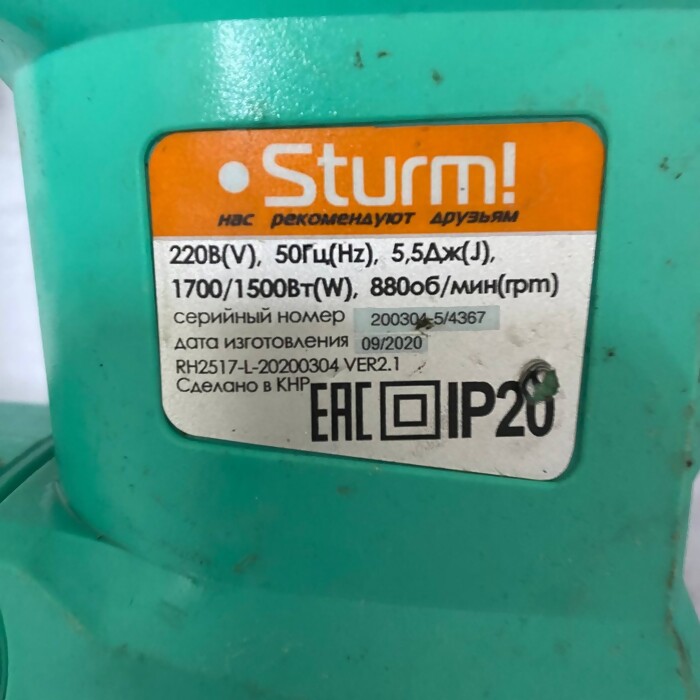 Sturm!
нас рекомендуют друзьям
220В(V), 50Гц(Hz), 5,5Дж(J),
1700/1500Вт(W), 880об/мин(rpm)
серийный номер 200304-5/4367
дата изготовления 09/2020
RH2517-L-20200304 VER2.1
Сделано в КНР
EAC IP20